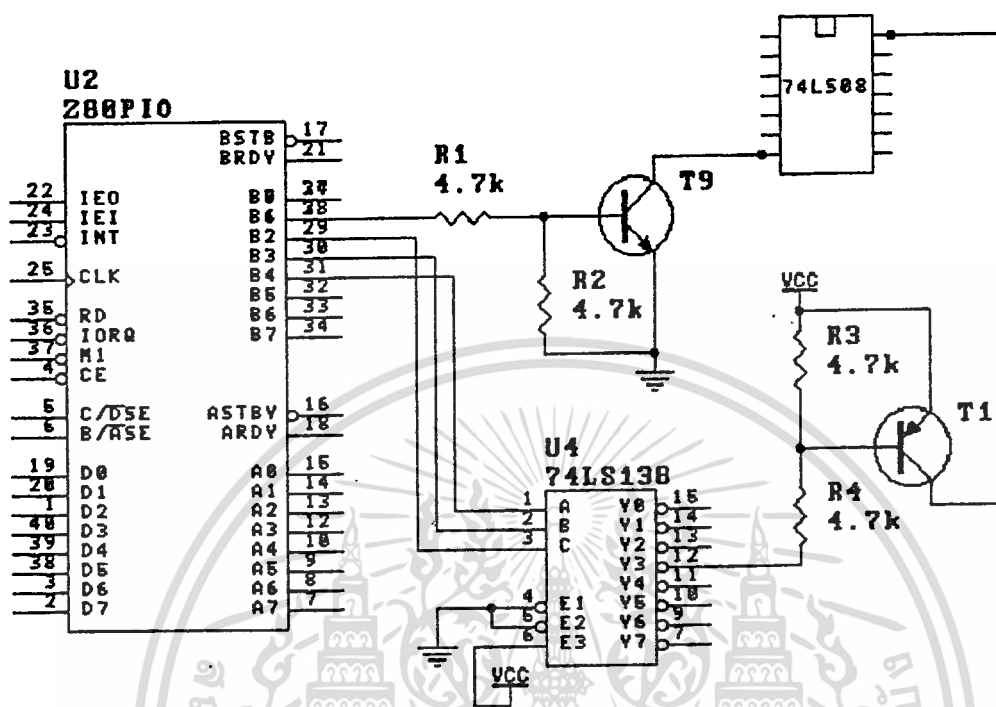 U2
Z80PIO
22 IEO
24 IEI
23 INT
25 CLK
35 RD
36 IORQ
37 M1
4 CE
5 C/DSE
6 B/ASE
19 D0
20 D1
1 D2
40 D3
39 D4
38 D5
3 D6
2 D7
BSTB 17
BRDY 21
B0
B6 28
B2 29
B3 30
B4 31
B5 32
B6 33
B7 34
ASTBY 16
ARDY 18
A0 15
A1 14
A2 13
A3 12
A4 10
A5 9
A6 8
A7 7
R1
4.7k
R2
4.7k
T9
74LS08
VCC
R3
4.7k
R4
4.7k
T1
U4
74LS138
1 A
2 B
3 C
4 E1
5 E2
6 E3
Y0 15
Y1 14
Y2 13
Y3 12
Y4 11
Y5 10
Y6 9
Y7 7
VCC